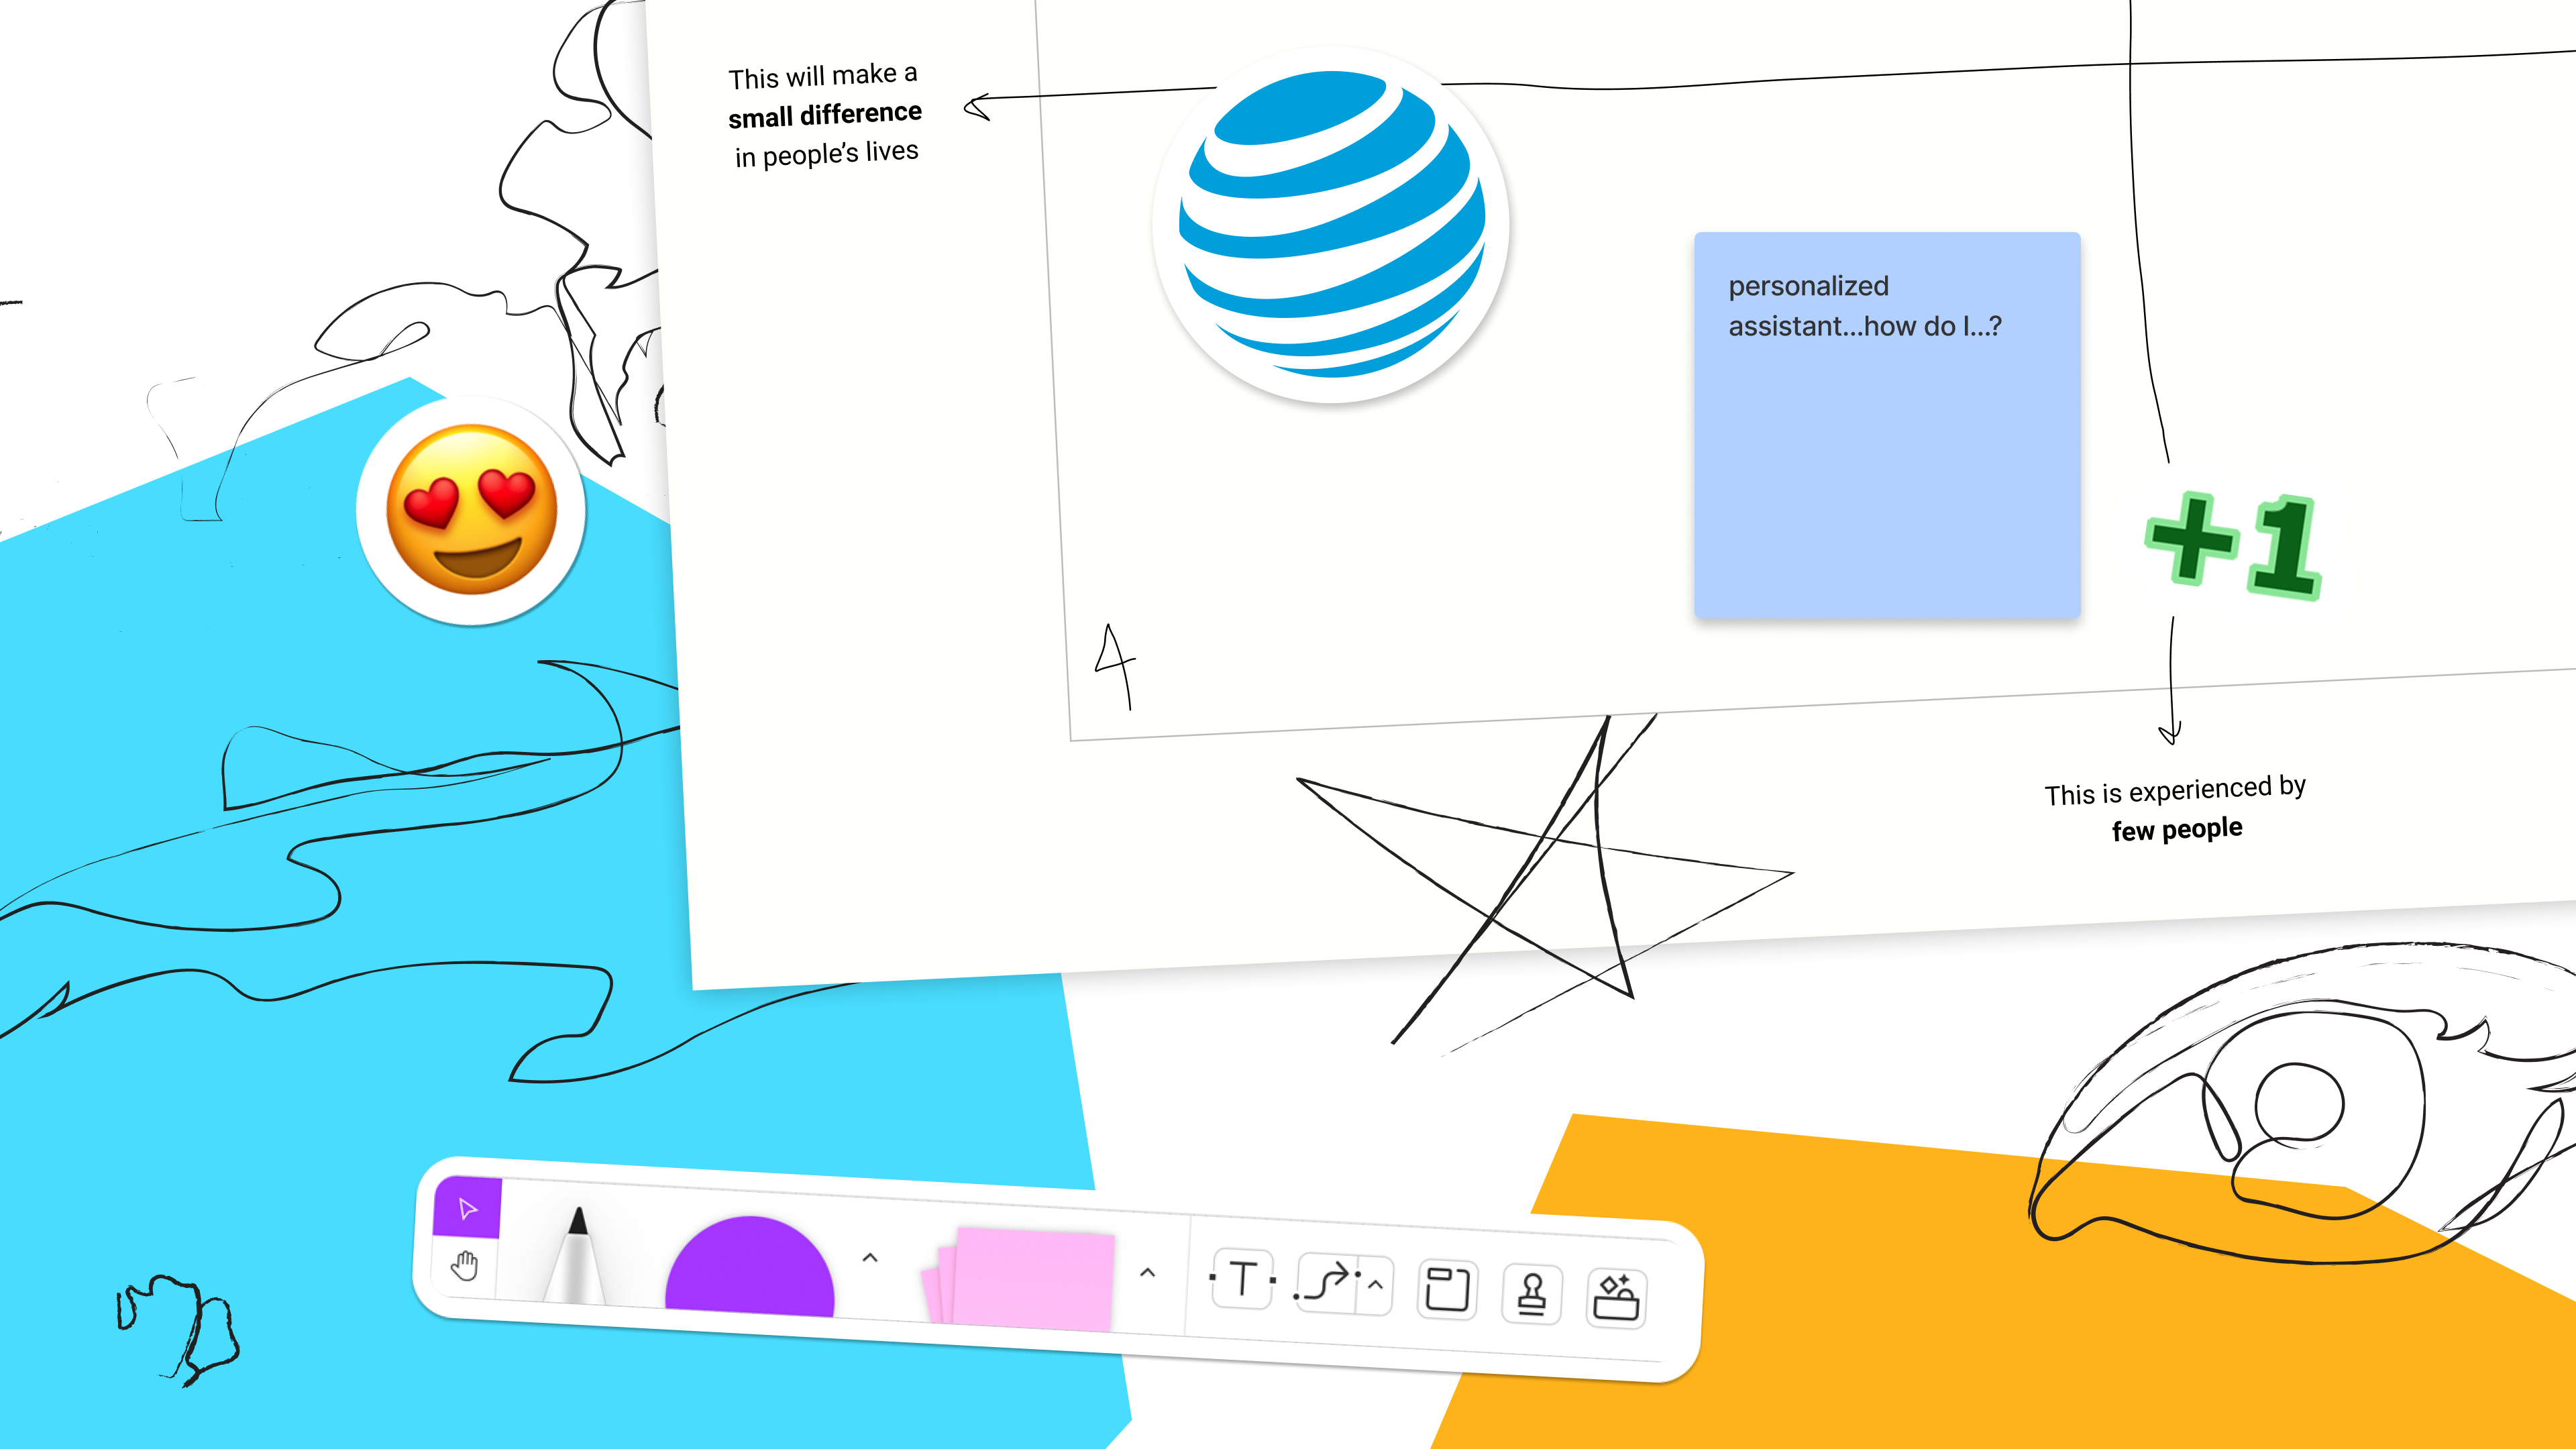 This will make a
small difference
in people’s lives
personalized
assistant...how do I...?
+1
4
This is experienced by
few people
T